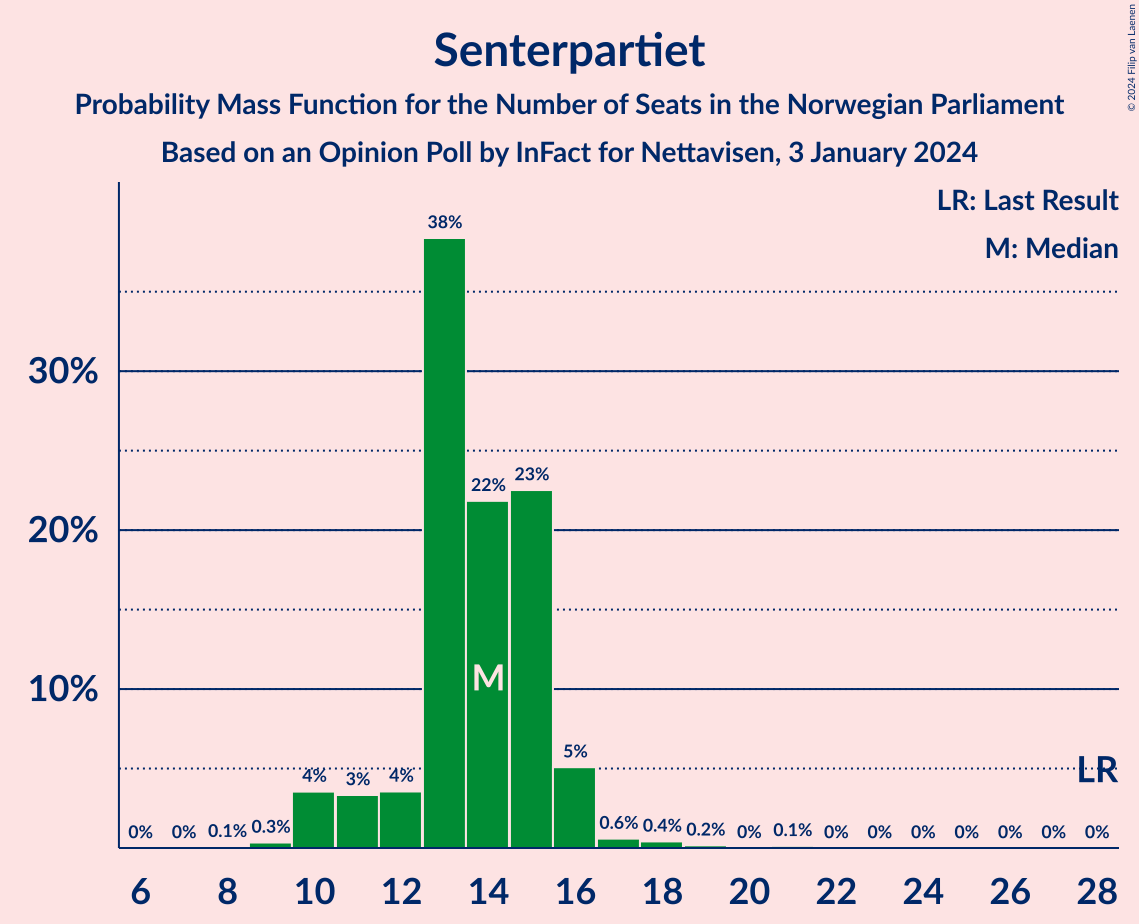 Senterpartiet
Probability Mass Function for the Number of Seats in the Norwegian Parliament
Based on an Opinion Poll by InFact for Nettavisen, 3 January 2024
© 2024 Filip van Laenen
LR: Last Result
M: Median
30%
20%
10%
0% 0% 0.1% 0.3% 4% 3% 4% 38% 22% 23% 5% 0.6% 0.4% 0.2% 0% 0.1% 0% 0% 0% 0% 0% 0% 0%
M
LR
6 8 10 12 14 16 18 20 22 24 26 28